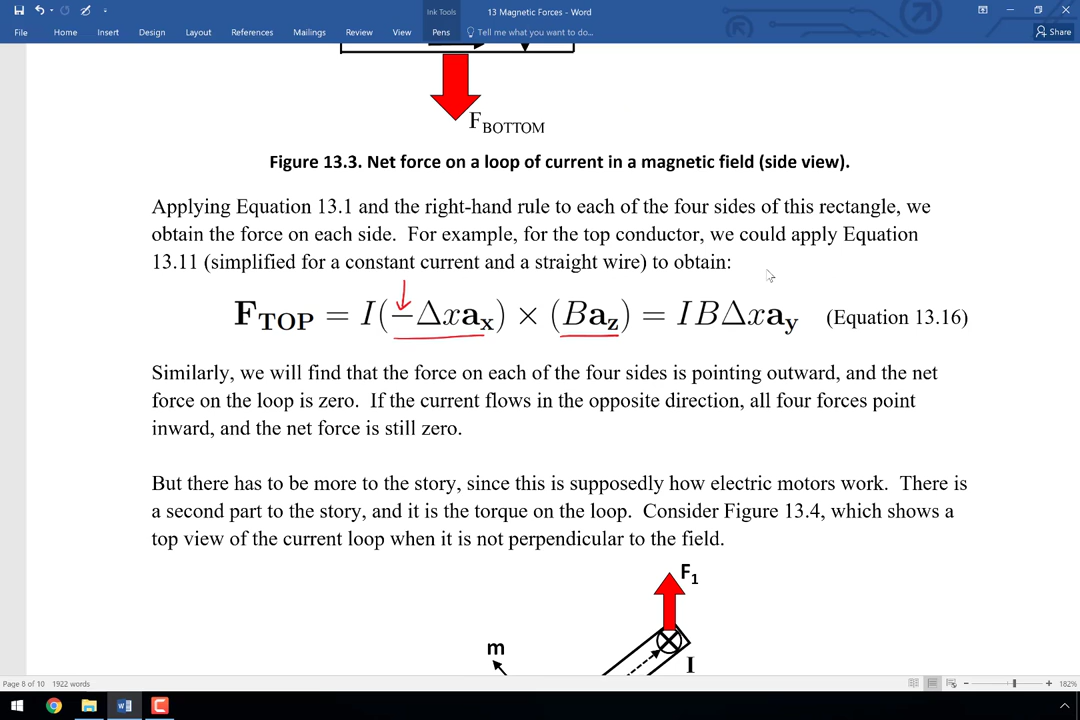 Ink Tools
13 Magnetic Forces - Word
File Home Insert Design Layout References Mailings Review View Pens Tell me what you want to do... Share
F_BOTTOM
Figure 13.3. Net force on a loop of current in a magnetic field (side view).
Applying Equation 13.1 and the right-hand rule to each of the four sides of this rectangle, we
obtain the force on each side. For example, for the top conductor, we could apply Equation
13.11 (simplified for a constant current and a straight wire) to obtain:
F_TOP = I(−Δxa_x) × (Ba_z) = IBΔxa_y (Equation 13.16)
Similarly, we will find that the force on each of the four sides is pointing outward, and the net
force on the loop is zero. If the current flows in the opposite direction, all four forces point
inward, and the net force is still zero.
But there has to be more to the story, since this is supposedly how electric motors work. There is
a second part to the story, and it is the torque on the loop. Consider Figure 13.4, which shows a
top view of the current loop when it is not perpendicular to the field.
F_1
m
I
Page 8 of 10 1922 words 182%